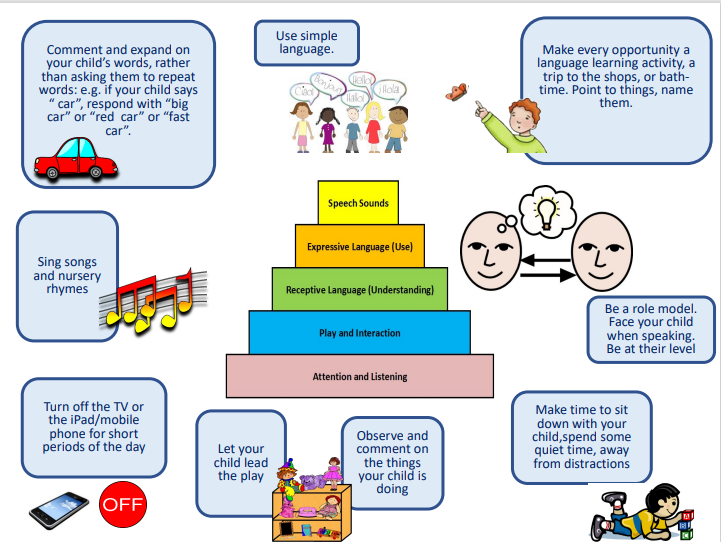 Comment and expand on
your child's words, rather
than asking them to repeat
words: e.g. if your child says
" car", respond with "big
car" or "red  car" or "fast
car".
Use simple
language.
Make every opportunity a
language learning activity, a
trip to the shops, or bath-
time. Point to things, name
them.
Ciao!
Bonjour!
Hello!
Hallo!
¡Hola!
Speech Sounds
Expressive Language (Use)
Receptive Language (Understanding)
Play and Interaction
Attention and Listening
Sing songs
and nursery
rhymes
Be a role model.
Face your child
when speaking.
Be at their level
Turn off the TV or
the iPad/mobile
phone for short
periods of the day
OFF
Let your
child lead
the play
Observe and
comment on
the things
your child is
doing
Make time to sit
down with your
child,spend some
quiet time, away
from distractions
A
B